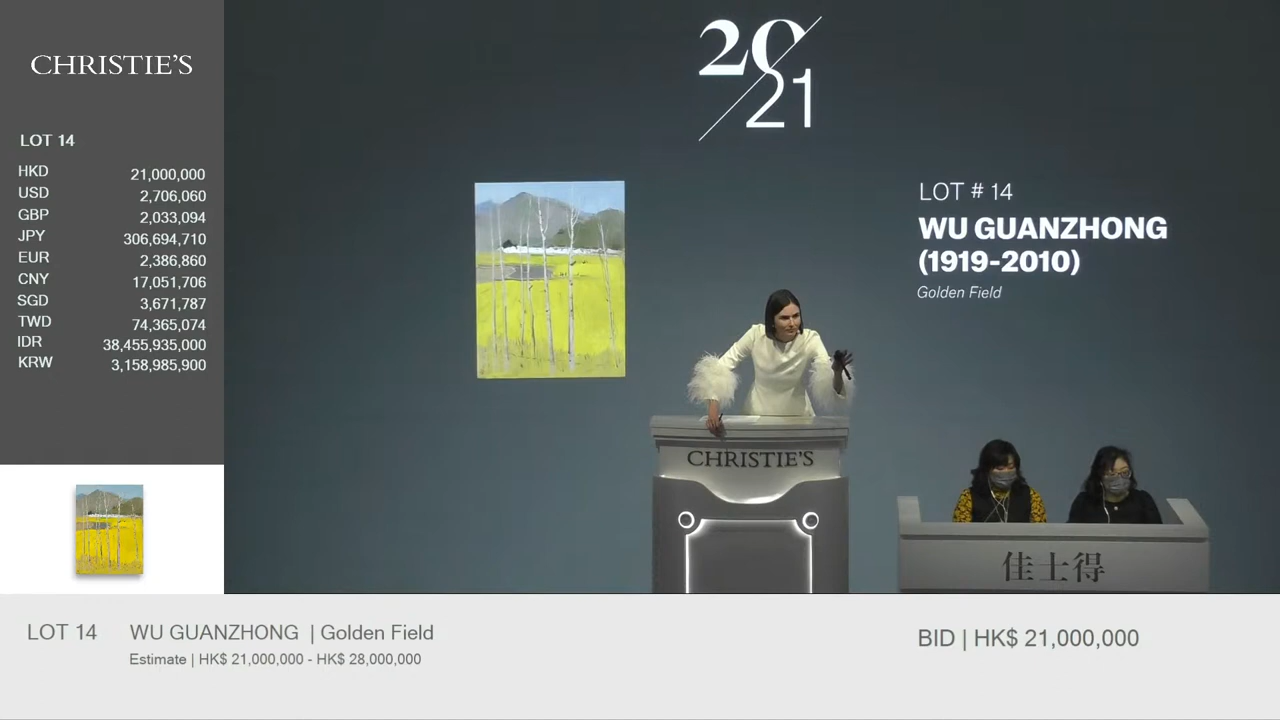 CHRISTIE'S
LOT 14
HKD 21,000,000
USD 2,706,060
GBP 2,033,094
JPY 306,694,710
EUR 2,386,860
CNY 17,051,706
SGD 3,671,787
TWD 74,365,074
IDR 38,455,935,000
KRW 3,158,985,900
20
21
LOT # 14
WU GUANZHONG
(1919-2010)
Golden Field
CHRISTIE'S
佳士得
LOT 14 WU GUANZHONG | Golden Field
Estimate | HK$ 21,000,000 - HK$ 28,000,000
BID | HK$ 21,000,000